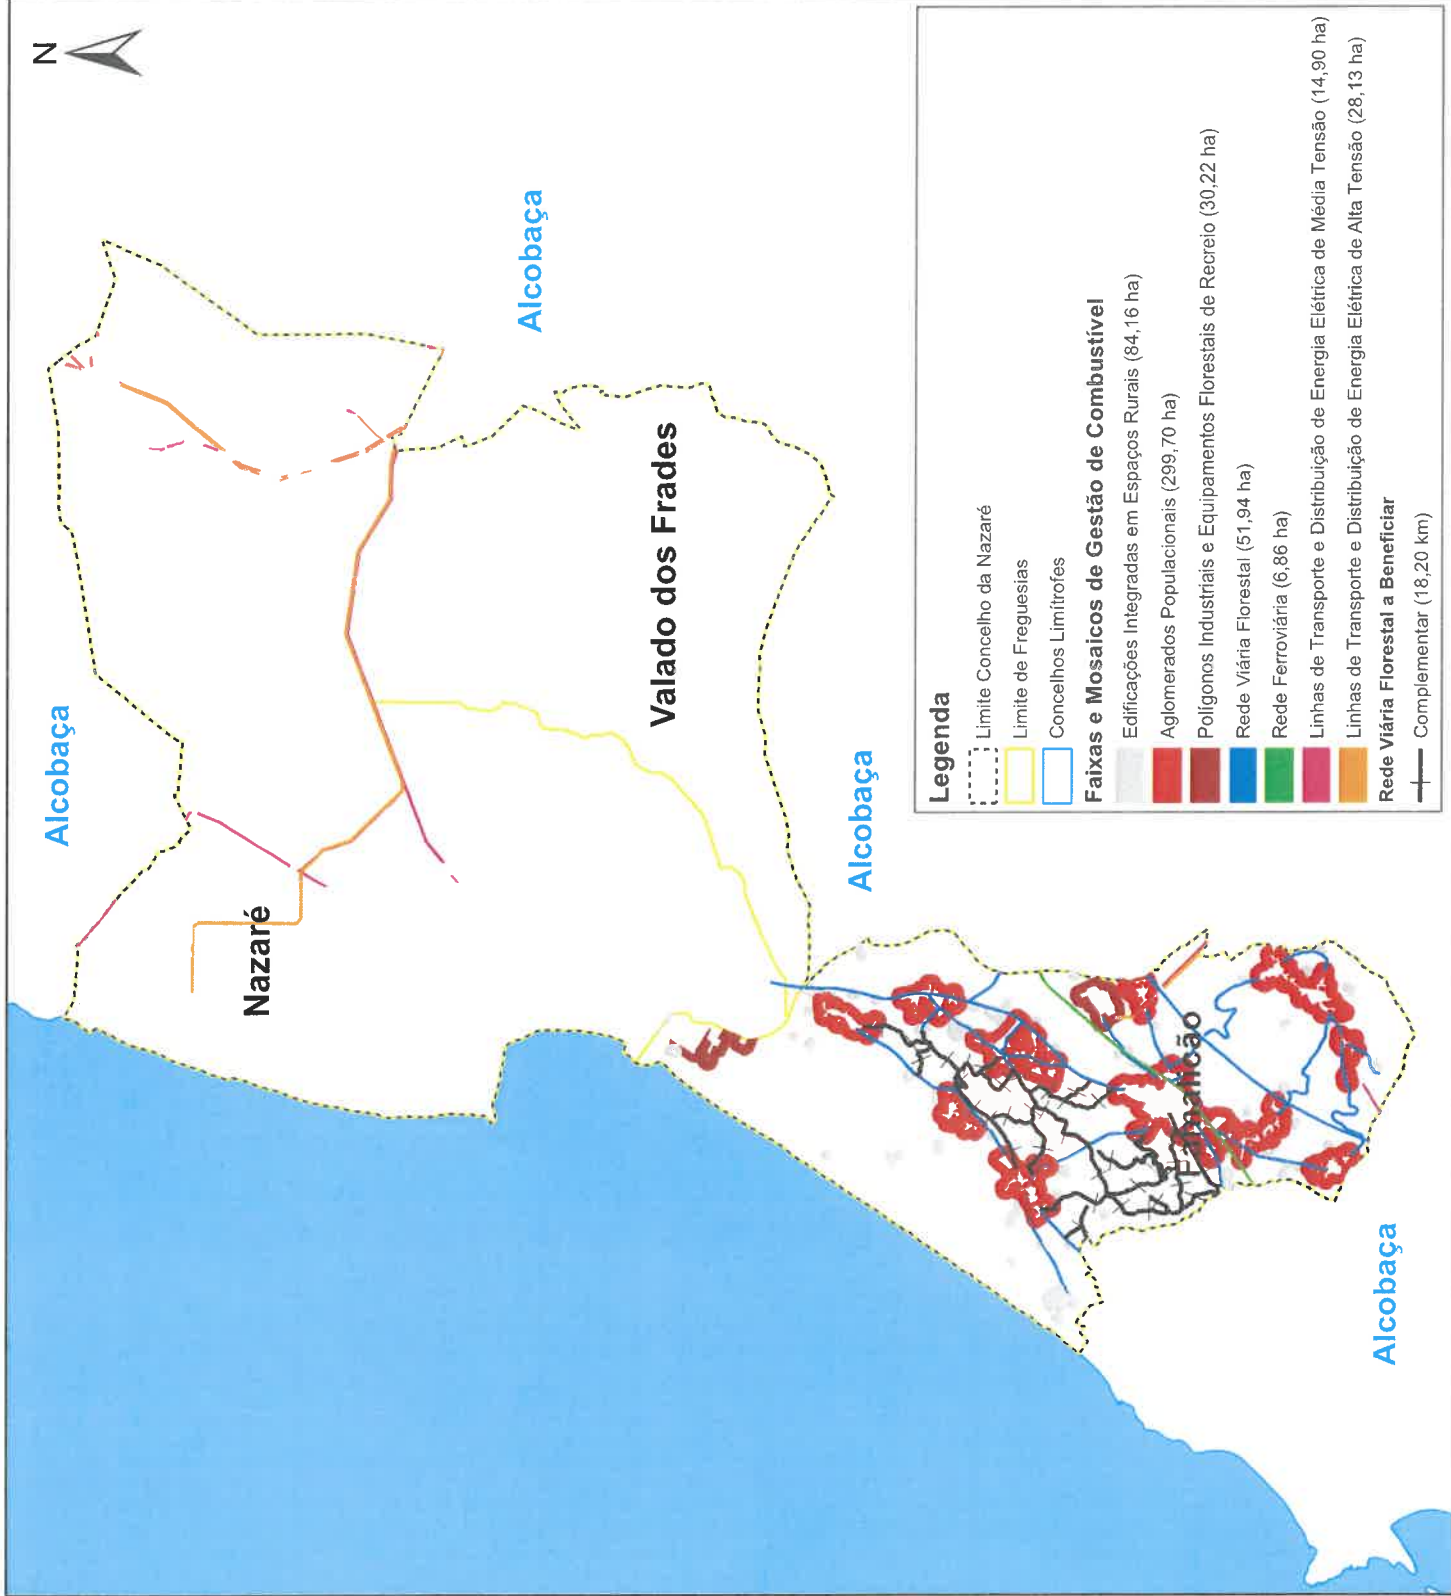 N
Alcobaça
Alcobaça
Nazaré
Valado dos Frades
Alcobaça
Famalicão
Alcobaça
Legenda
Limite Concelho da Nazaré
Limite de Freguesias
Concelhos Limítrofes
Faixas e Mosaicos de Gestão de Combustível
Edificações Integradas em Espaços Rurais (84,16 ha)
Aglomerados Populacionais (299,70 ha)
Polígonos Industriais e Equipamentos Florestais de Recreio (30,22 ha)
Rede Viária Florestal (51,94 ha)
Rede Ferroviária (6,86 ha)
Linhas de Transporte e Distribuição de Energia Elétrica de Média Tensão (14,90 ha)
Linhas de Transporte e Distribuição de Energia Elétrica de Alta Tensão (28,13 ha)
Rede Viária Florestal a Beneficiar
Complementar (18,20 km)